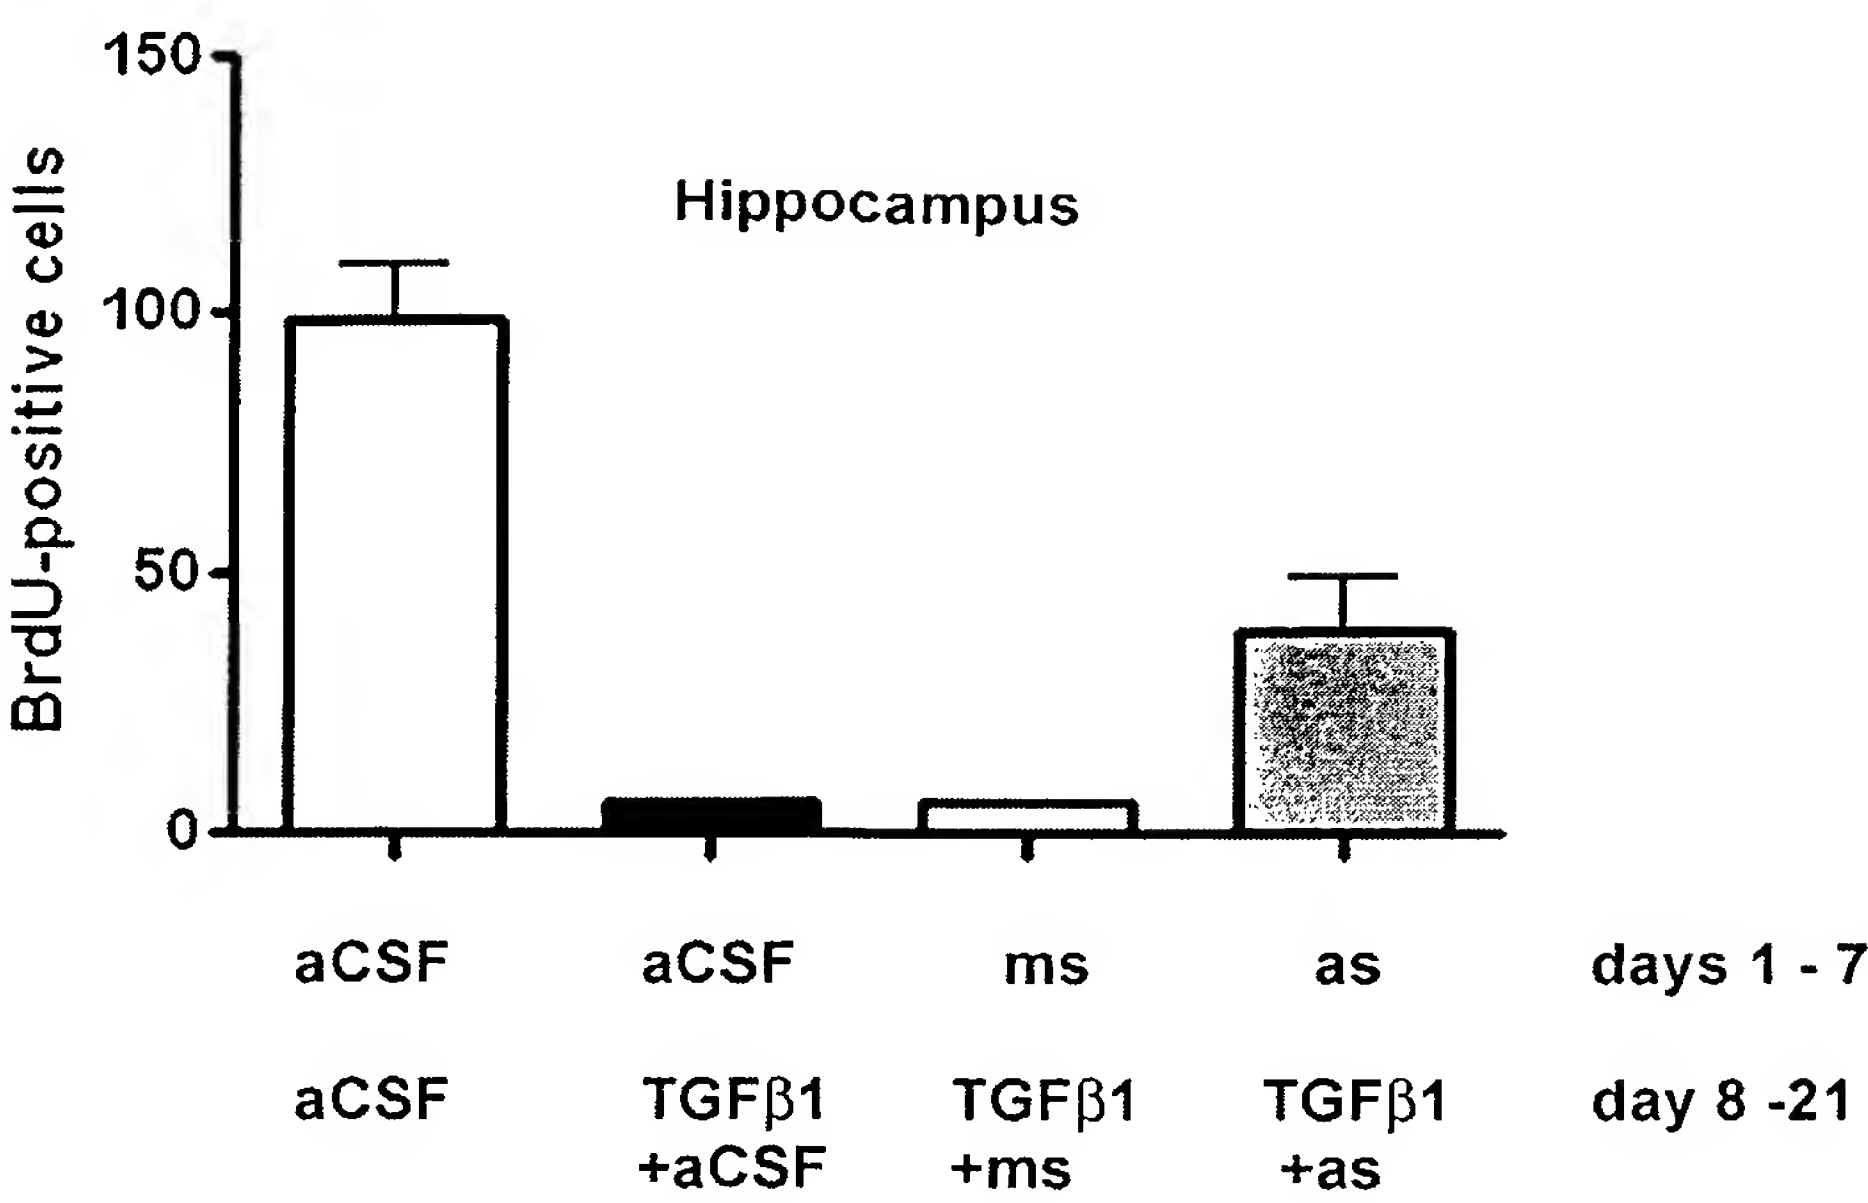 150
Hippocampus
100
50
0
BrdU-positive cells
aCSF aCSF ms as days 1 - 7
aCSF TGFβ1 TGFβ1 TGFβ1 day 8 -21
+aCSF +ms +as